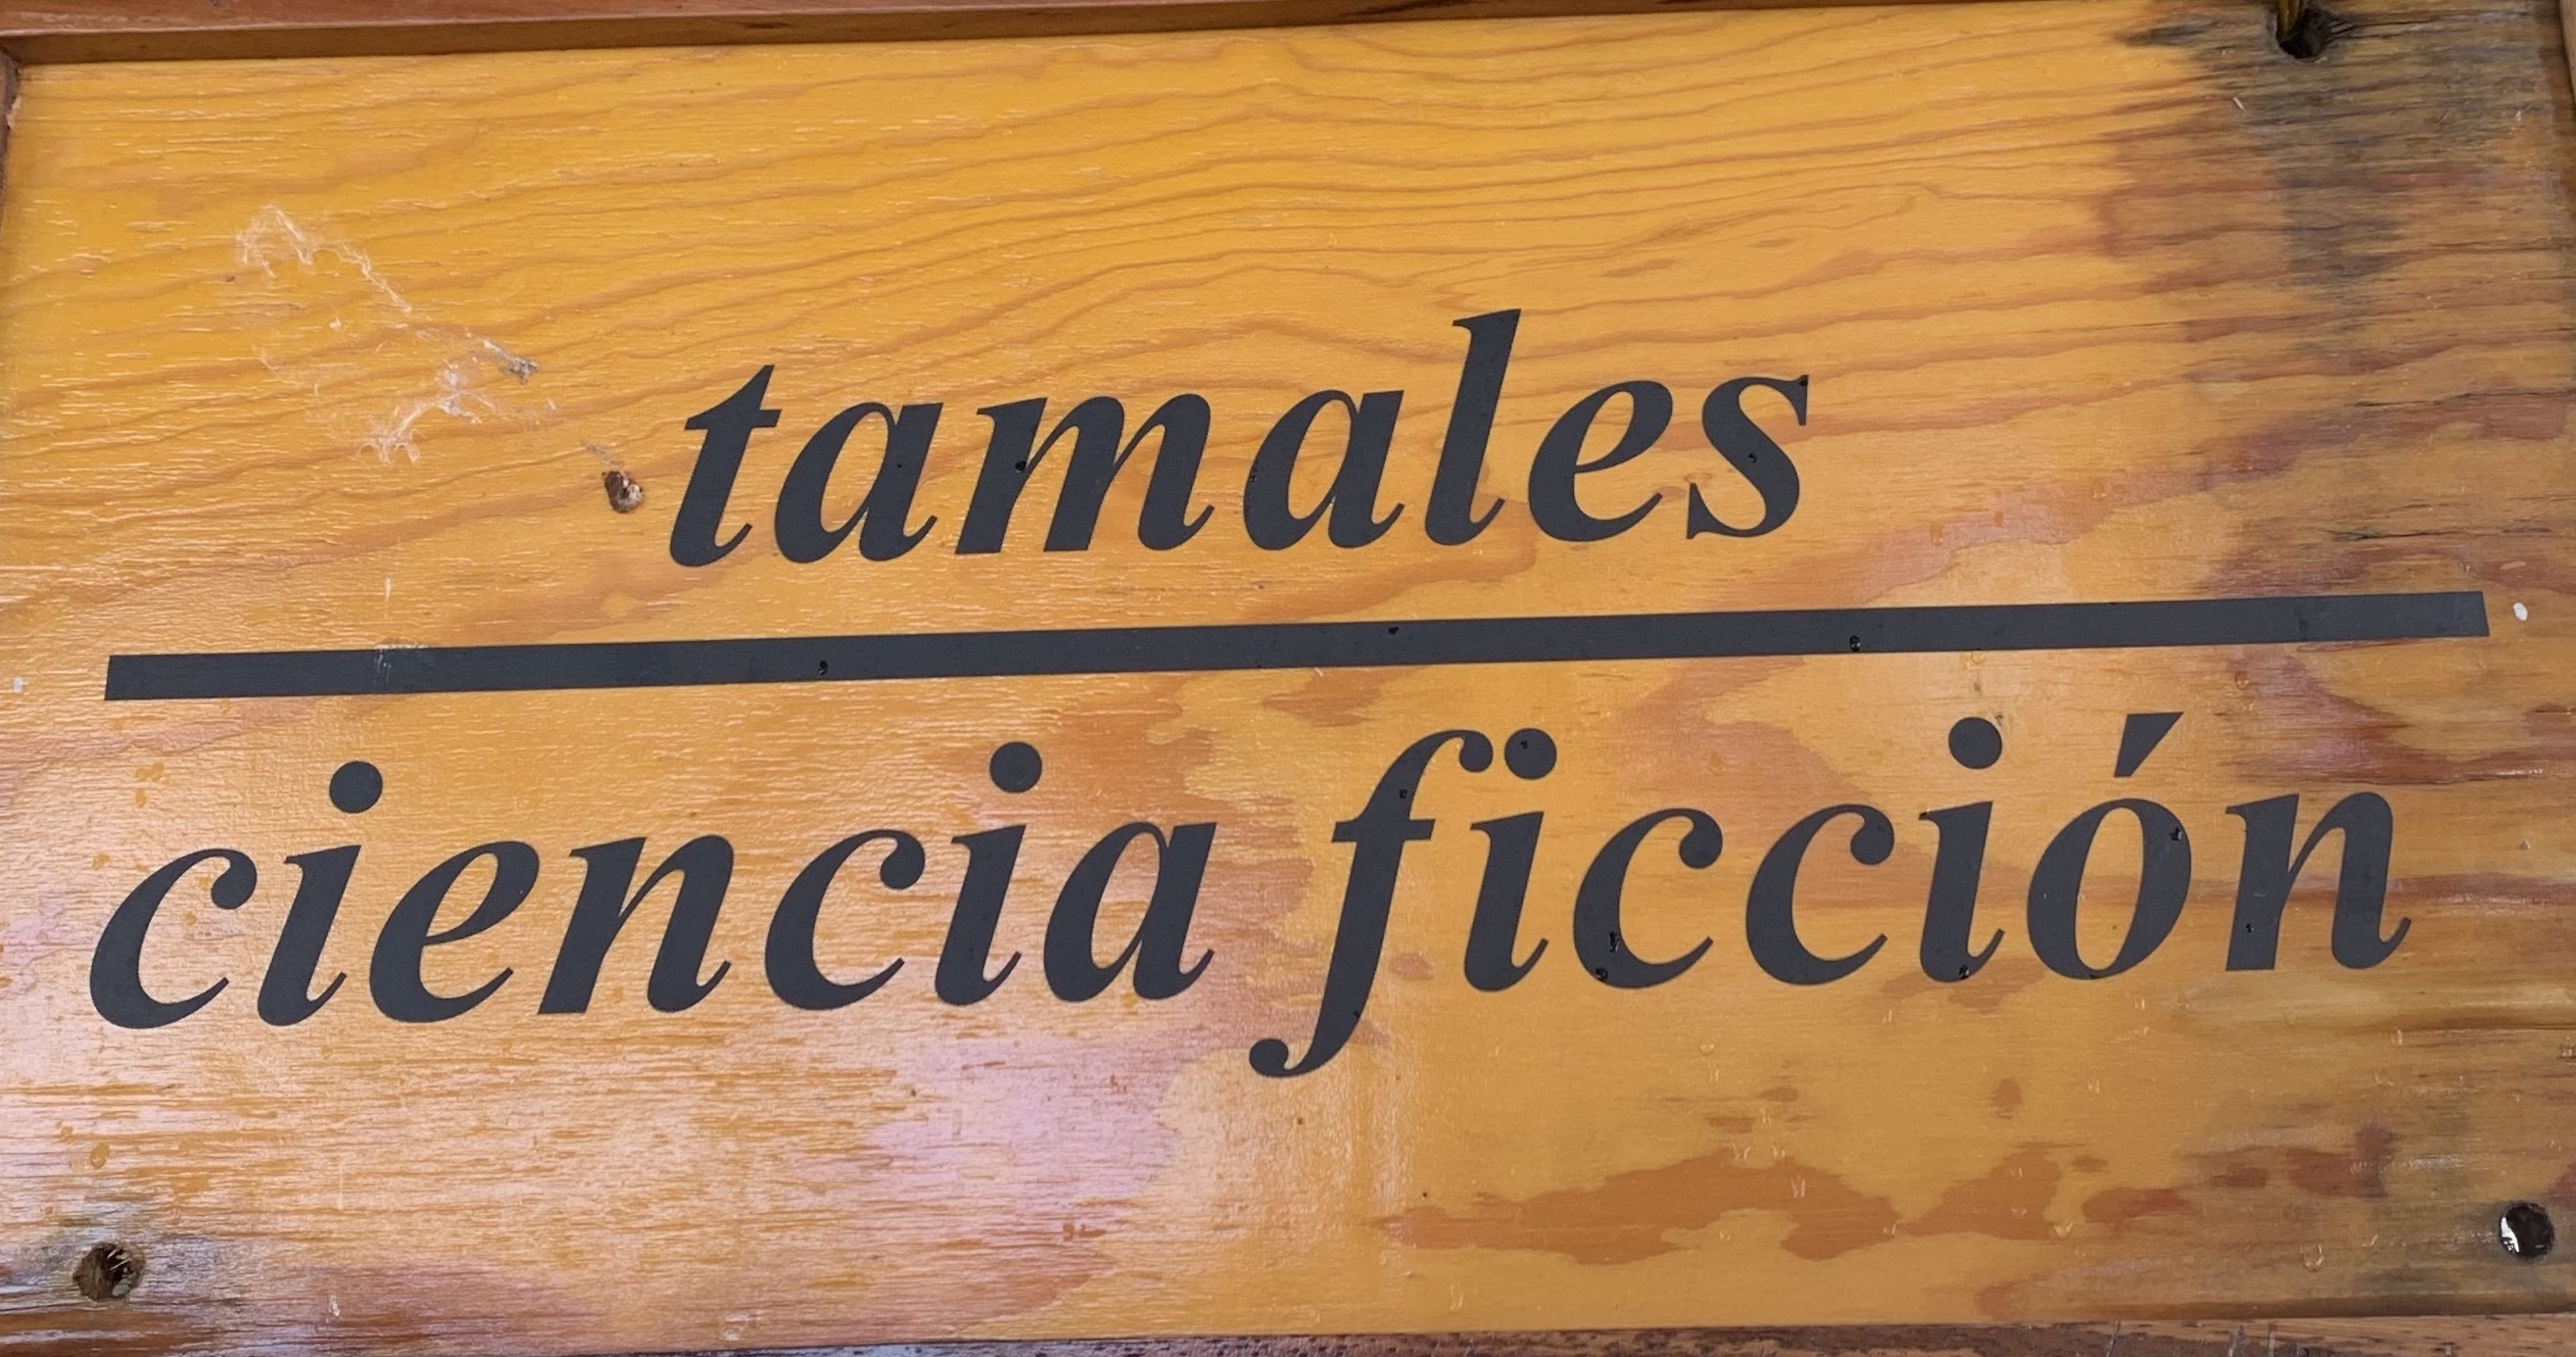 tamales
ciencia ficción